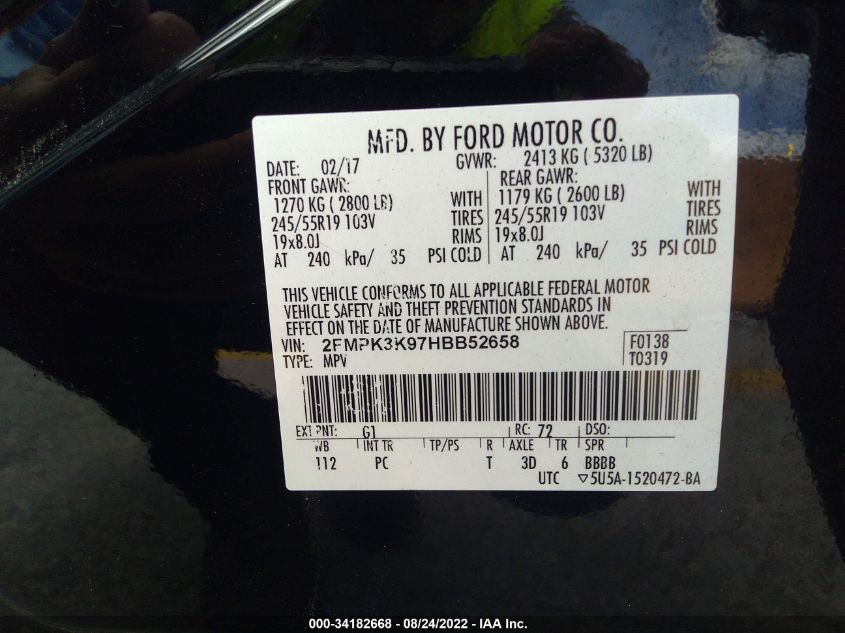 MFD. BY FORD MOTOR CO.
DATE: 02/17 GVWR: 2413 KG ( 5320 LB)
FRONT GAWR: REAR GAWR:
1270 KG ( 2800 LB) WITH 1179 KG ( 2600 LB) WITH
245/55R19 103V TIRES 245/55R19 103V TIRES
19x8.0J RIMS 19x8.0J RIMS
AT 240 kPa/ 35 PSI COLD AT 240 kPa/ 35 PSI COLD
THIS VEHICLE CONFORMS TO ALL APPLICABLE FEDERAL MOTOR
VEHICLE SAFETY AND THEFT PREVENTION STANDARDS IN
EFFECT ON THE DATE OF MANUFACTURE SHOWN ABOVE.
VIN: 2FMPK3K97HBB52658 F0138
TYPE: MPV T0319
EXT PNT: G1 RC: 72 DSO:
WB INT TR TP/PS R AXLE TR SPR
112 PC T 3D 6 BBBB
UTC ▽5U5A-1520472-BA
000-34182668 - 08/24/2022 - IAA Inc.